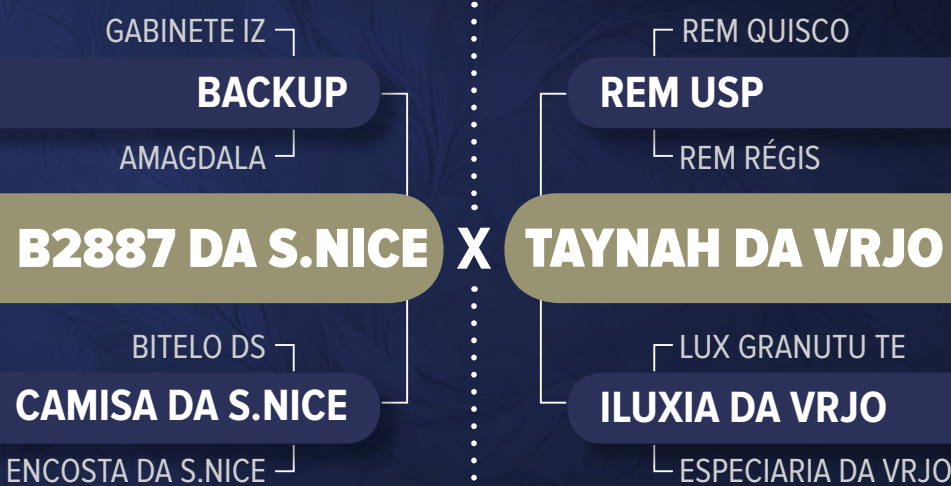 GABINETE IZ
BACKUP
AMAGDALA
B2887 DA S.NICE
BITELO DS
CAMISA DA S.NICE
ENCOSTA DA S.NICE
X
REM QUISCO
REM USP
REM RÉGIS
TAYNAH DA VRJO
LUX GRANUTU TE
ILUXIA DA VRJO
ESPECIARIA DA VRJO